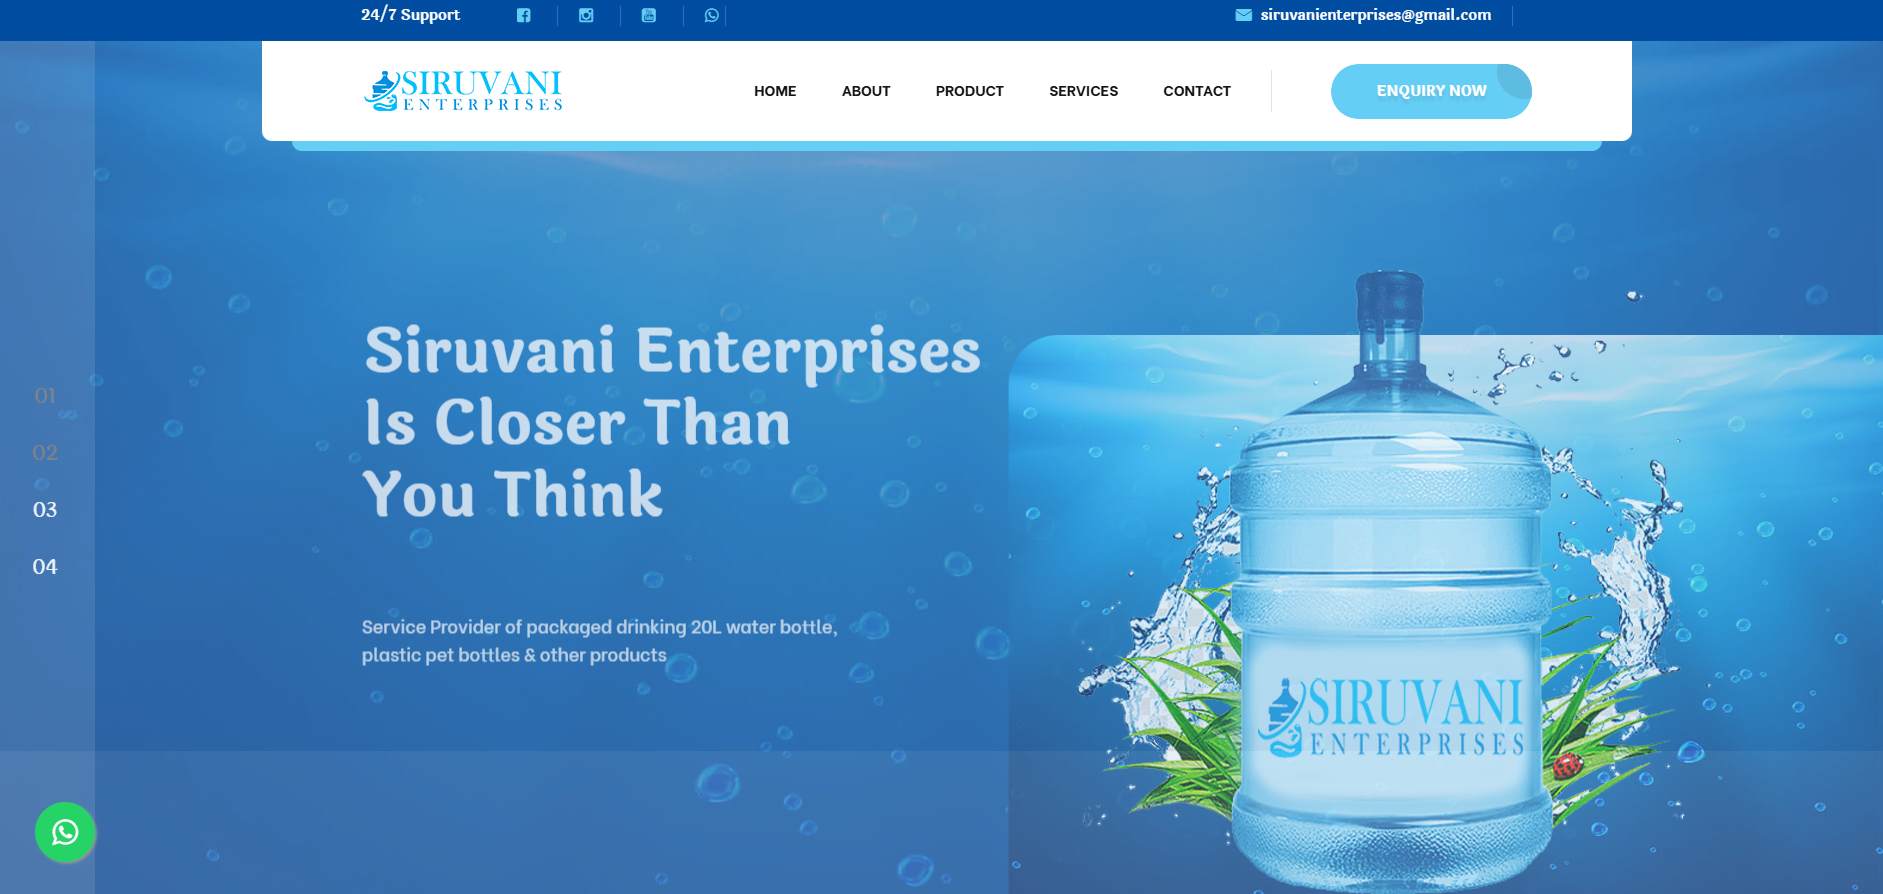 24/7 Support
siruvanienterprises@gmail.com
SIRUVANI
ENTERPRISES
HOME
ABOUT
PRODUCT
SERVICES
CONTACT
ENQUIRY NOW
Siruvani Enterprises
Is Closer Than
You Think
01
02
03
04
Service Provider of packaged drinking 20L water bottle,
plastic pet bottles & other products
SIRUVANI
ENTERPRISES